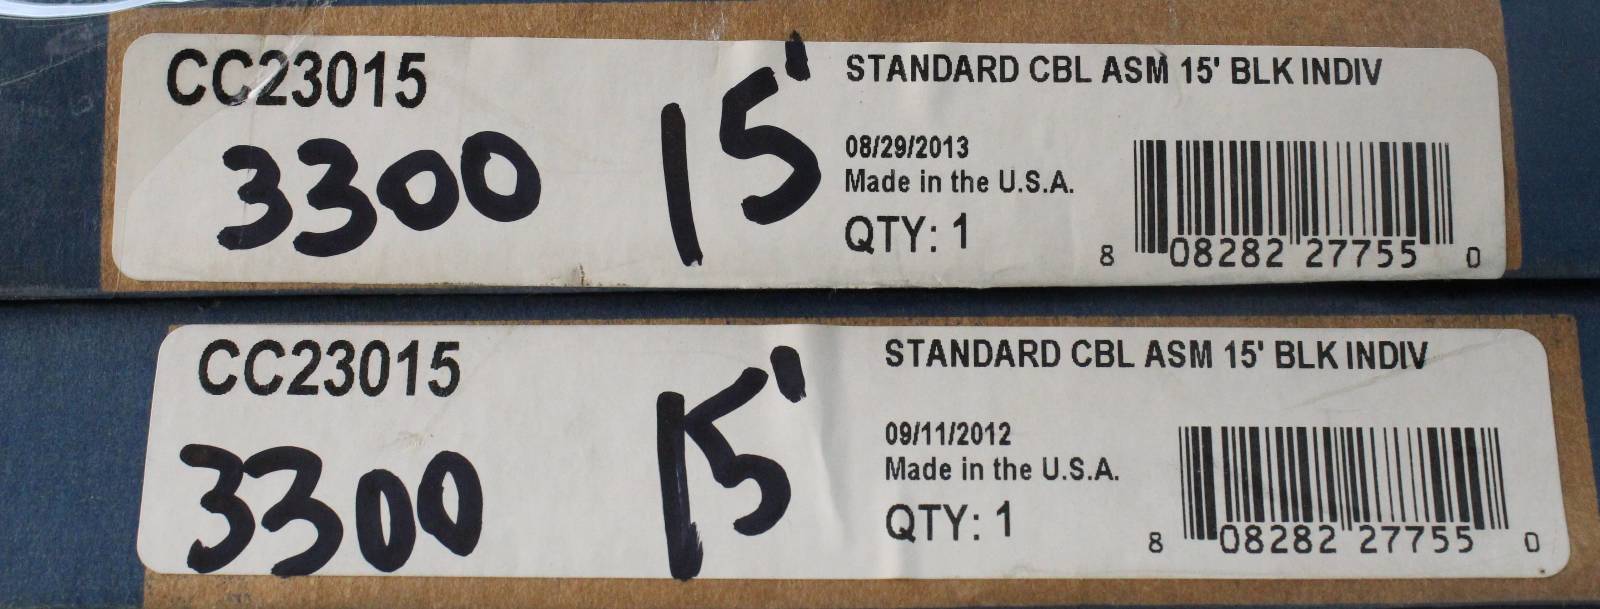 CC23015
3300
15'
STANDARD CBL ASM 15' BLK INDIV
08/29/2013
Made in the U.S.A.
QTY: 1
8 08282 27755 0
CC23015
3300
15'
STANDARD CBL ASM 15' BLK INDIV
09/11/2012
Made in the U.S.A.
QTY: 1
8 08282 27755 0